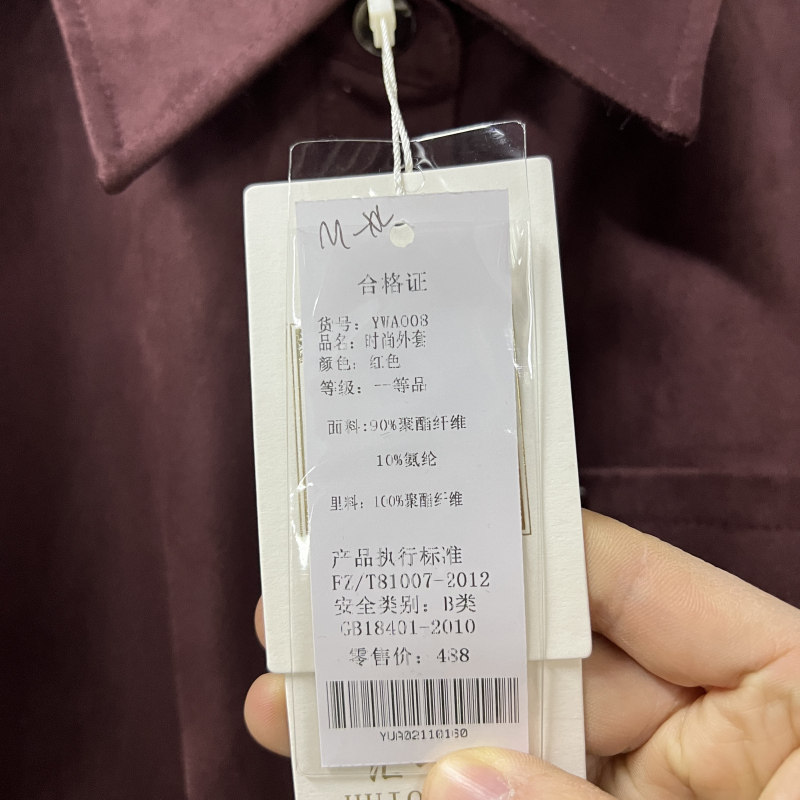 合格证
货号：YWA008
品名：时尚外套
颜色：红色
等级：一等品
面料：90%聚酯纤维
10%氨纶
里料：100%聚酯纤维
产品执行标准
FZ/T81007-2012
安全类别：B类
GB18401-2010
零售价：488